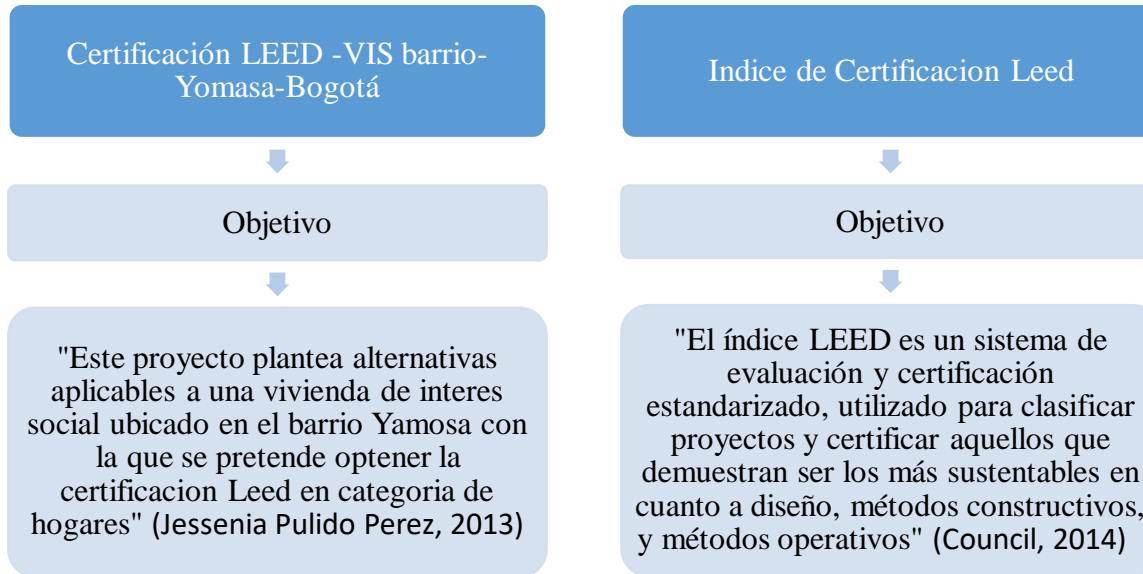 Certificación LEED -VIS barrio-
Yomasa-Bogotá
Objetivo
"Este proyecto plantea alternativas
aplicables a una vivienda de interes
social ubicado en el barrio Yamosa con
la que se pretende optener la
certificacion Leed en categoria de
hogares" (Jessenia Pulido Perez, 2013)
Indice de Certificacion Leed
Objetivo
"El índice LEED es un sistema de
evaluación y certificación
estandarizado, utilizado para clasificar
proyectos y certificar aquellos que
demuestran ser los más sustentables en
cuanto a diseño, métodos constructivos,
y métodos operativos" (Council, 2014)